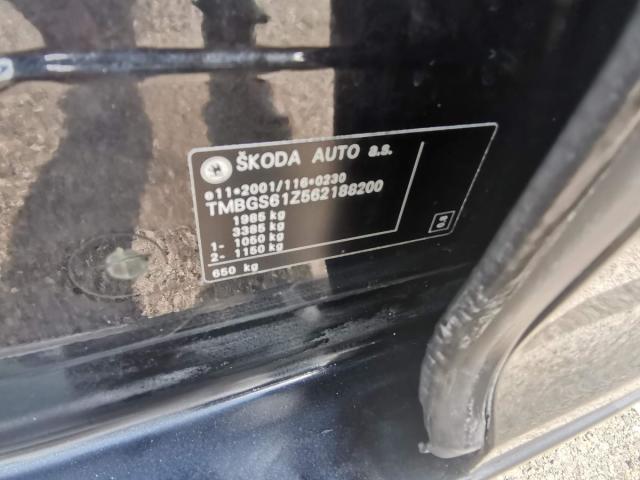 ŠKODA AUTO a.s.
e11*2001/116*0230
TMBGS61Z562188200
1985 kg
3385 kg
1- 1050 kg
2- 1150 kg
650 kg